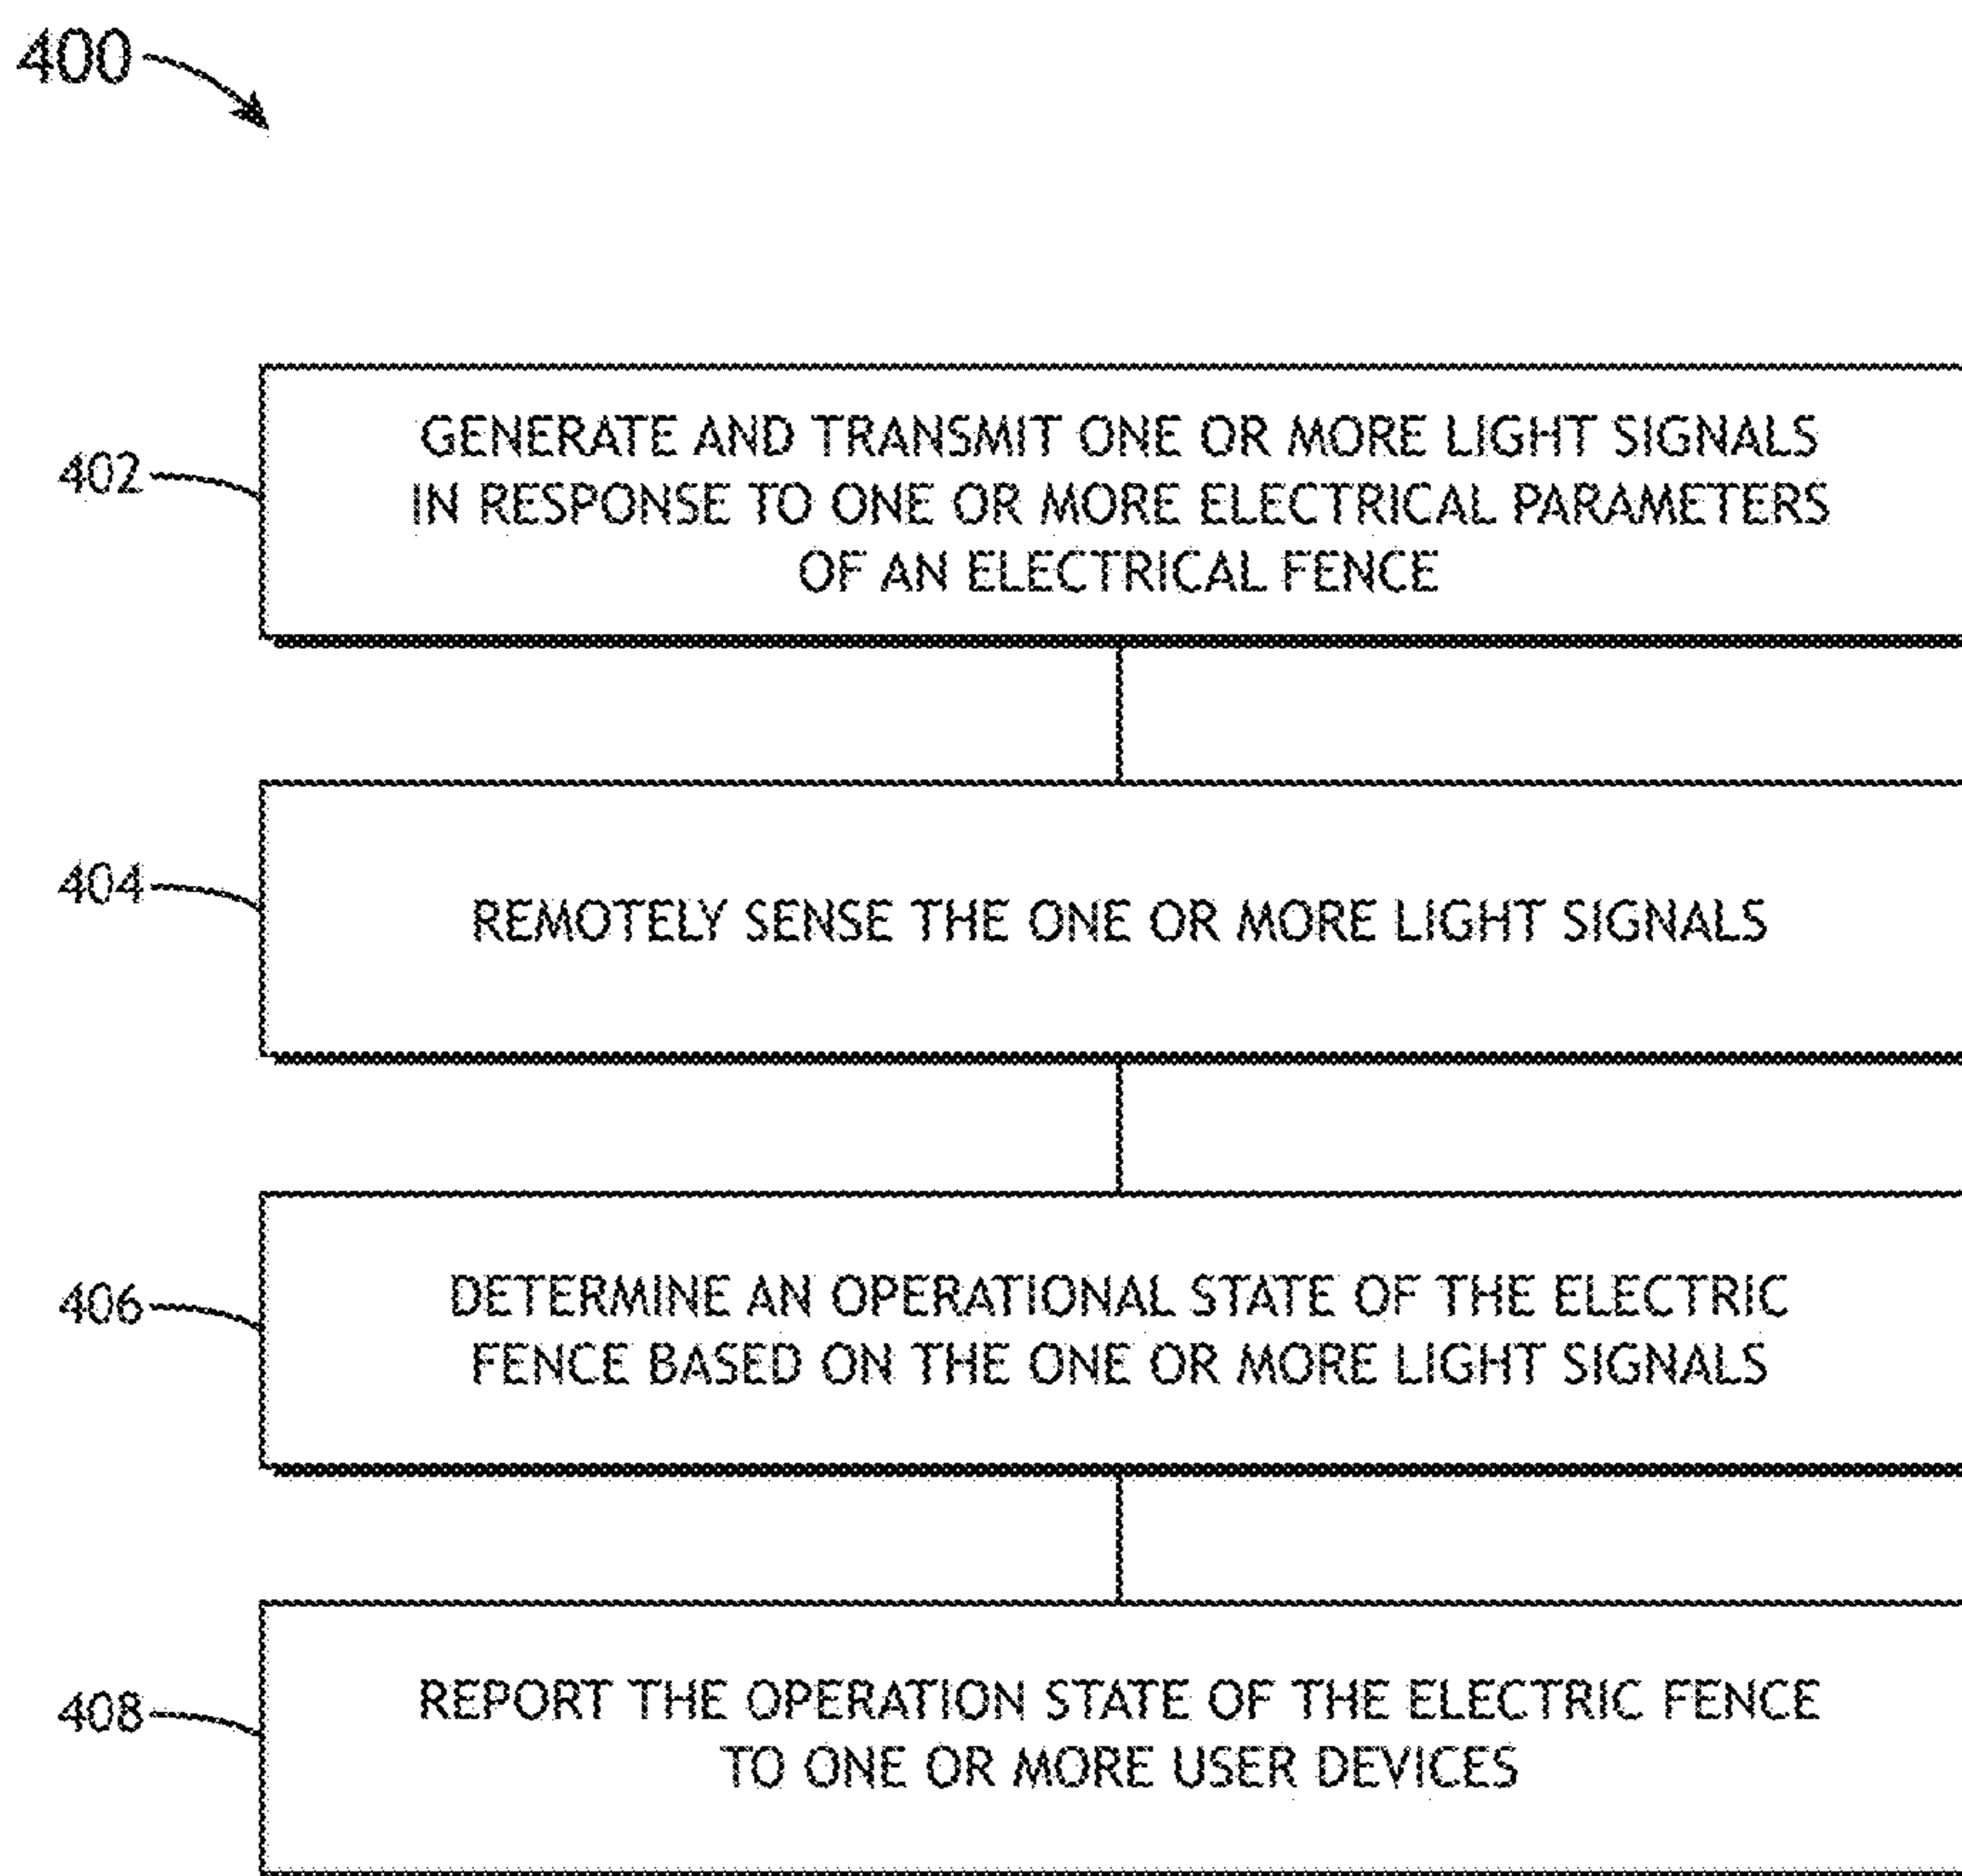 400
402
GENERATE AND TRANSMIT ONE OR MORE LIGHT SIGNALS
IN RESPONSE TO ONE OR MORE ELECTRICAL PARAMETERS
OF AN ELECTRICAL FENCE
404
REMOTELY SENSE THE ONE OR MORE LIGHT SIGNALS
406
DETERMINE AN OPERATIONAL STATE OF THE ELECTRIC
FENCE BASED ON THE ONE OR MORE LIGHT SIGNALS
408
REPORT THE OPERATION STATE OF THE ELECTRIC FENCE
TO ONE OR MORE USER DEVICES